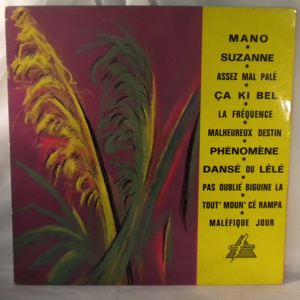 MANO
SUZANNE
ASSEZ MAL PALÉ
ÇA KI BEL
LA FRÉQUENCE
MALHEUREUX DESTIN
PHÉNOMÈNE
DANSÉ OU LÉLÉ
PAS OUBLIÉ BIGUINE LA
TOUT' MOUN' CÉ RAMPA
MALÉFIQUE JOUR